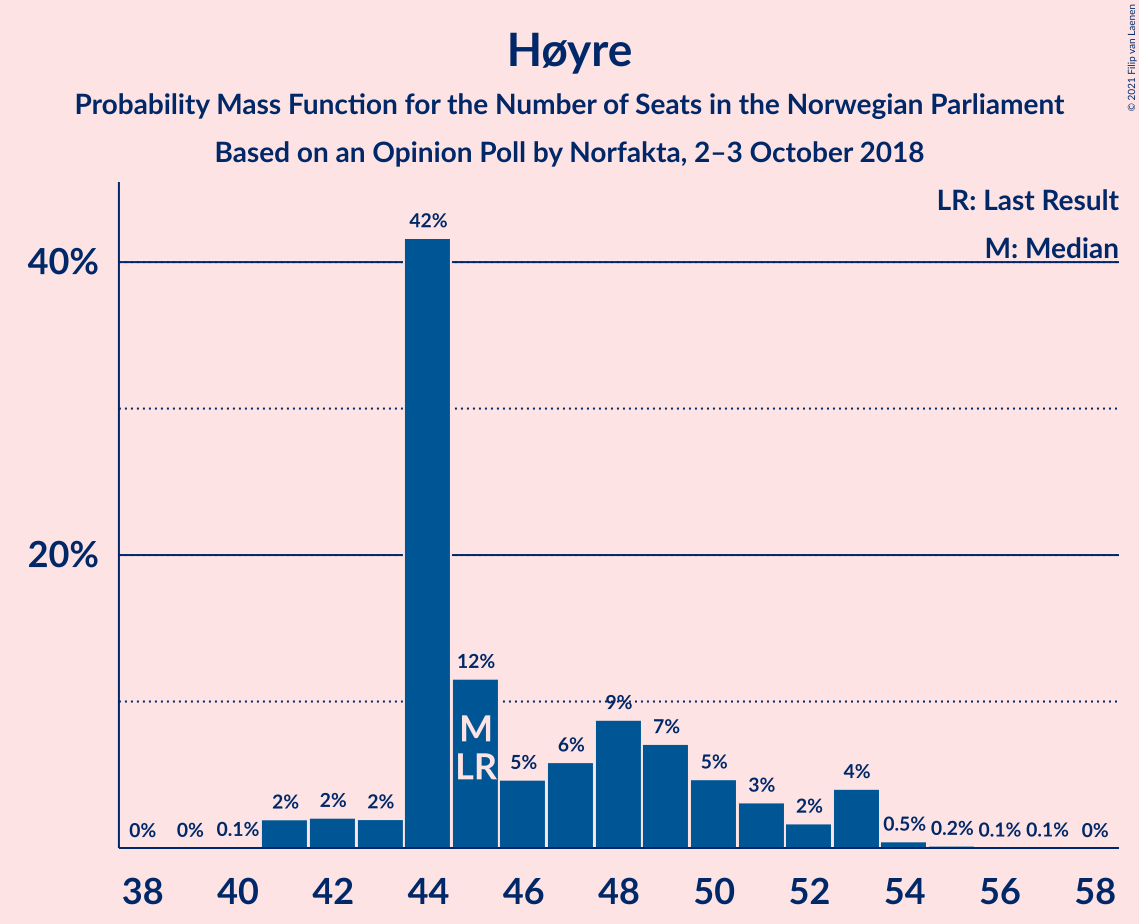 Høyre
Probability Mass Function for the Number of Seats in the Norwegian Parliament
Based on an Opinion Poll by Norfakta, 2–3 October 2018
© 2021 Filip van Laenen
LR: Last Result
M: Median
40%
20%
0%
0%
0.1%
2%
2%
2%
42%
12%
5%
6%
9%
7%
5%
3%
2%
4%
0.5%
0.2%
0.1%
0.1%
0%
M
LR
38 40 42 44 46 48 50 52 54 56 58